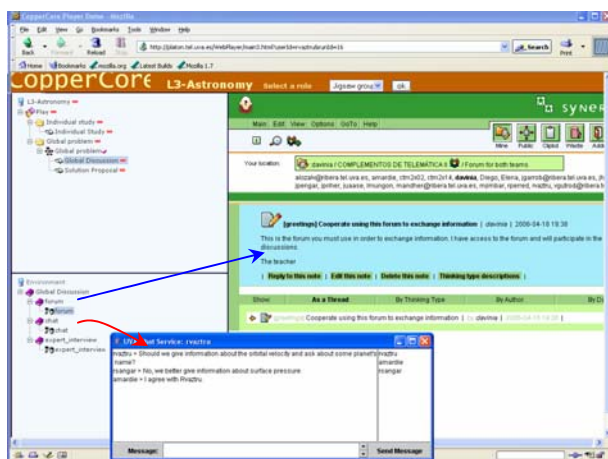 CopperCore Player Demo - Mozilla
File Edit View Go Bookmarks Tools Window Help
Back Forward Reload Stop
Search Print
Home Bookmarks mozilla.org Latest Builds Mozilla 1.7
CopperCore L3-Astronomy Select a role Jigsaw group ok
L3-Astronomy
Play
Individual study
Individual Study
Global problem
Global problem
Global Discussion
Solution Proposal
Main Edit View Options GoTo Help
Mine Public Clipbd Waste
Your location: davinia / COMPLEMENTOS DE TELEMÁTICA II / Forum for both teams
[greetings] Cooperate using this forum to exchange information | davinia | 2006-04-18 19:38
This is the forum you must use in order to exchange information. I have access to the forum and will participate in the
discussions.
The teacher
| Reply to this note | Edit this note | Delete this note | Thinking type descriptions |
Show: As a Thread By Thinking Type By Author
[greetings] Cooperate using this forum to exchange information | by davinia | 2006-04-18 19:38 |
Environment
Global Discussion
forum
forum
chat
chat
expert_interview
expert_interview
Chat Service: rvaztru
rvaztru > Should we give information about the orbital velocity and ask about some planet's
name?
rsangar > No, we better give information about surface pressure.
amardie > I agree with Rvaztru
rvaztru
amardie
rsangar
Message: Send Message